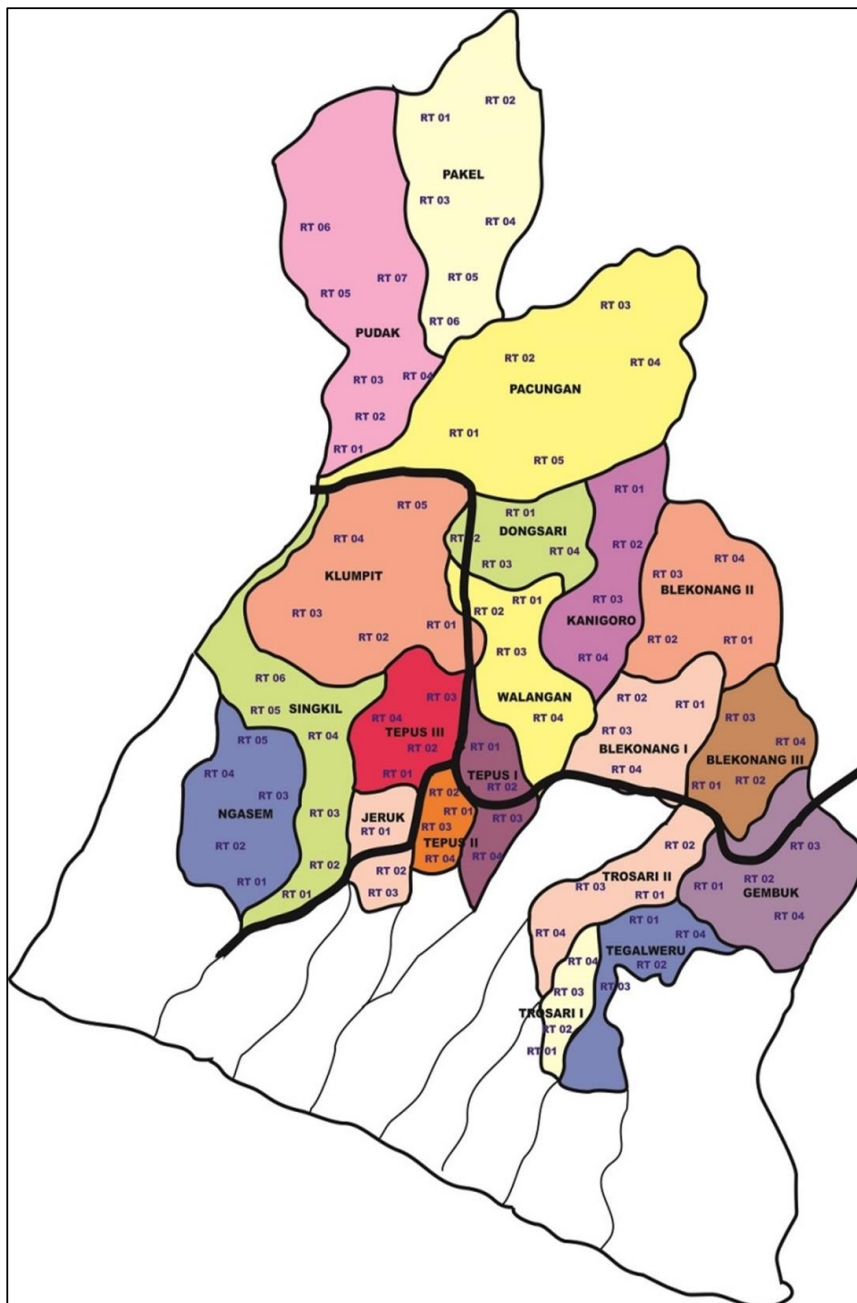 RT 02
RT 01
PAKEL
RT 03
RT 04
RT 05
RT 06
RT 06
RT 07
RT 05
PUDAK
RT 03
RT 04
RT 02
RT 01
RT 03
RT 02
RT 04
PACUNGAN
RT 01
RT 05
RT 05
RT 04
KLUMPIT
RT 03
RT 01
RT 02
RT 01
DONGSARI
RT 04
RT 03
RT 01
RT 02
RT 03
KANIGORO
RT 04
RT 04
RT 03
BLEKONANG II
RT 02
RT 01
RT 01
RT 02
RT 03
WALANGAN
RT 04
RT 06
SINGKIL
RT 05
RT 04
RT 03
RT 02
RT 01
RT 03
RT 04
TEPUS III
RT 02
RT 01
RT 01
TEPUS I
RT 02
RT 03
RT 04
RT 02
RT 01
RT 03
BLEKONANG I
RT 04
RT 03
RT 04
BLEKONANG III
RT 02
RT 01
RT 05
RT 04
RT 03
NGASEM
RT 02
RT 01
JERUK
RT 01
RT 02
RT 03
RT 02
RT 01
RT 03
TEPUS II
RT 04
RT 02
TROSARI II
RT 03
RT 01
RT 04
RT 03
RT 02
RT 01
GEMBUK
RT 04
RT 01
RT 04
TEGALWERU
RT 02
RT 03
RT 04
RT 03
TROSARI I
RT 02
RT 01